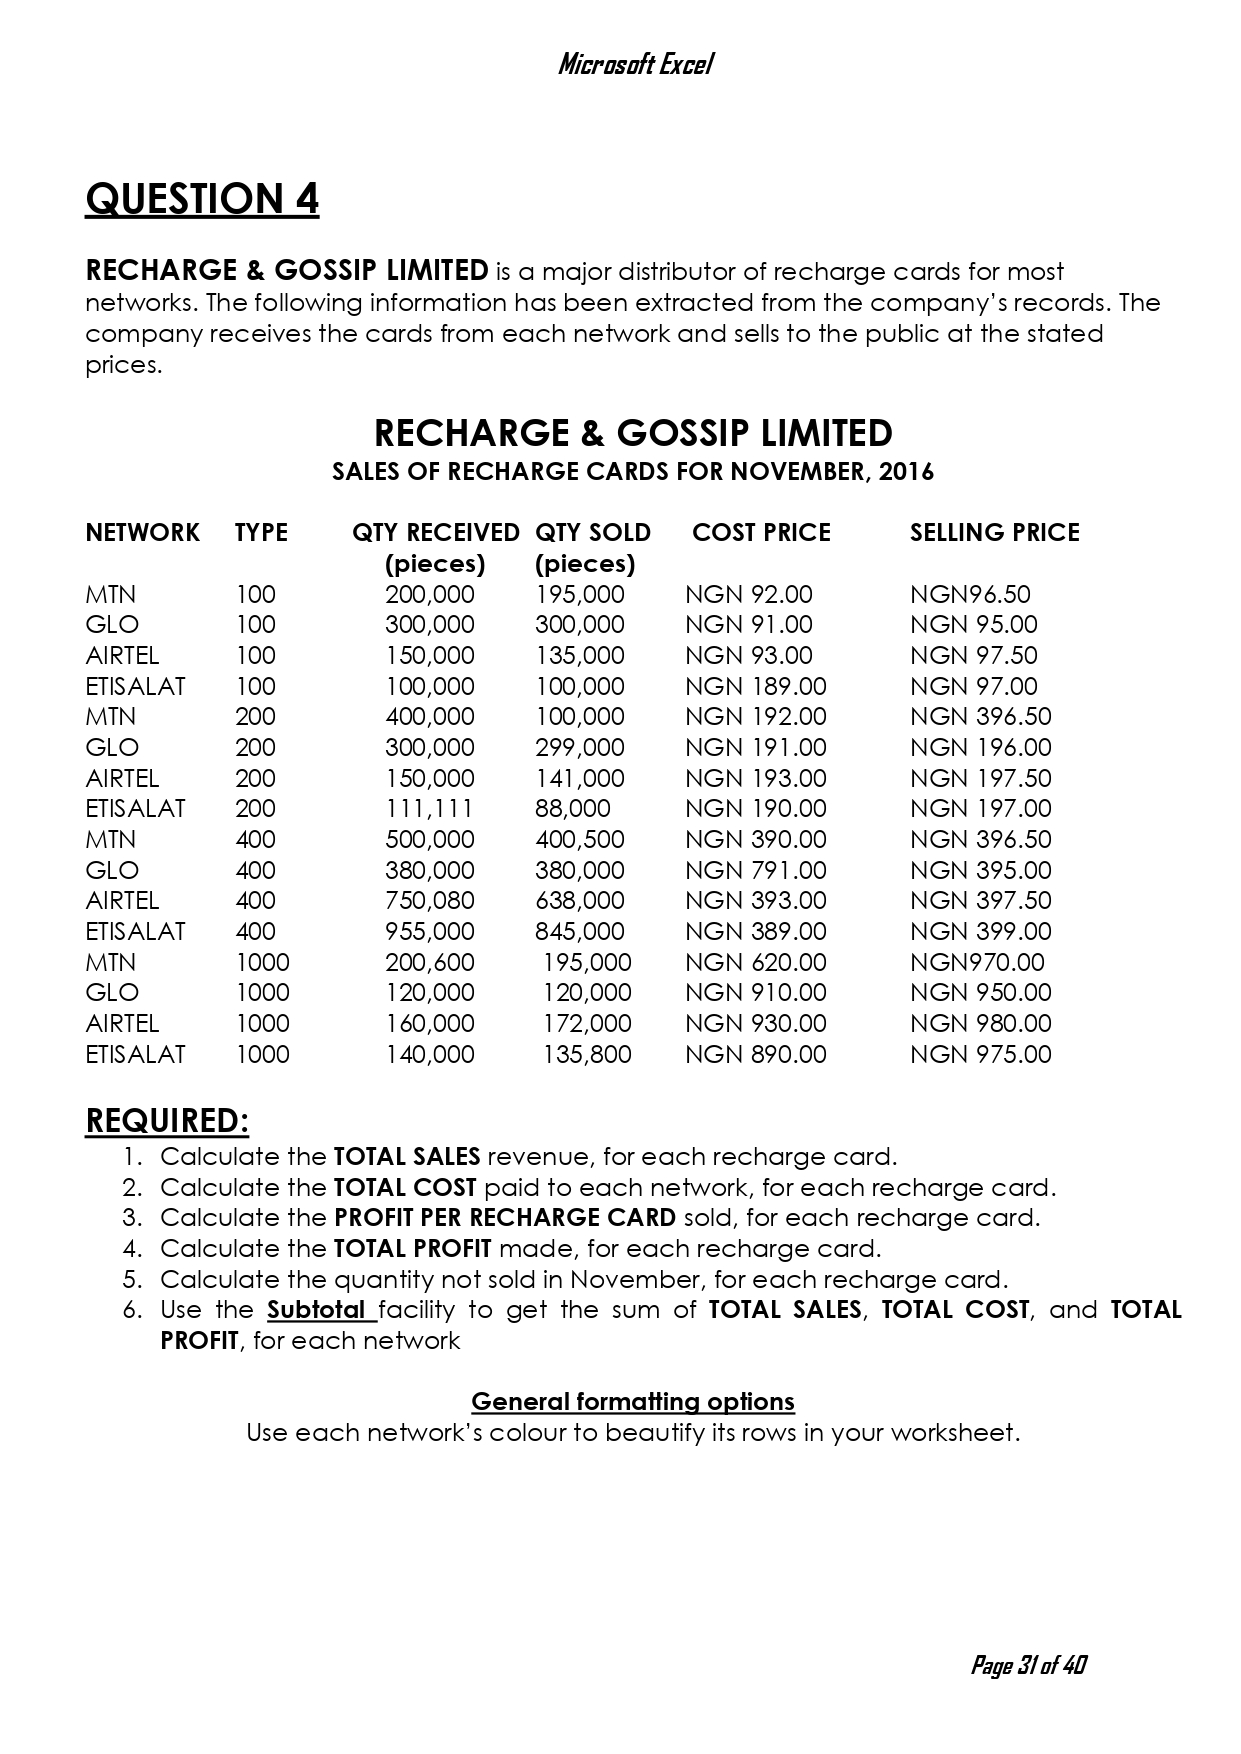 Microsoft Excel
QUESTION 4
RECHARGE & GOSSIP LIMITED is a major distributor of recharge cards for most
networks. The following information has been extracted from the company’s records. The
company receives the cards from each network and sells to the public at the stated
prices.
RECHARGE & GOSSIP LIMITED
SALES OF RECHARGE CARDS FOR NOVEMBER, 2016
NETWORK TYPE QTY RECEIVED QTY SOLD COST PRICE SELLING PRICE
(pieces) (pieces)
MTN 100 200,000 195,000 NGN 92.00 NGN96.50
GLO 100 300,000 300,000 NGN 91.00 NGN 95.00
AIRTEL 100 150,000 135,000 NGN 93.00 NGN 97.50
ETISALAT 100 100,000 100,000 NGN 189.00 NGN 97.00
MTN 200 400,000 100,000 NGN 192.00 NGN 396.50
GLO 200 300,000 299,000 NGN 191.00 NGN 196.00
AIRTEL 200 150,000 141,000 NGN 193.00 NGN 197.50
ETISALAT 200 111,111 88,000 NGN 190.00 NGN 197.00
MTN 400 500,000 400,500 NGN 390.00 NGN 396.50
GLO 400 380,000 380,000 NGN 791.00 NGN 395.00
AIRTEL 400 750,080 638,000 NGN 393.00 NGN 397.50
ETISALAT 400 955,000 845,000 NGN 389.00 NGN 399.00
MTN 1000 200,600 195,000 NGN 620.00 NGN970.00
GLO 1000 120,000 120,000 NGN 910.00 NGN 950.00
AIRTEL 1000 160,000 172,000 NGN 930.00 NGN 980.00
ETISALAT 1000 140,000 135,800 NGN 890.00 NGN 975.00
REQUIRED:
1. Calculate the TOTAL SALES revenue, for each recharge card.
2. Calculate the TOTAL COST paid to each network, for each recharge card.
3. Calculate the PROFIT PER RECHARGE CARD sold, for each recharge card.
4. Calculate the TOTAL PROFIT made, for each recharge card.
5. Calculate the quantity not sold in November, for each recharge card.
6. Use the Subtotal facility to get the sum of TOTAL SALES, TOTAL COST, and TOTAL
PROFIT, for each network
General formatting options
Use each network’s colour to beautify its rows in your worksheet.
Page 31 of 40